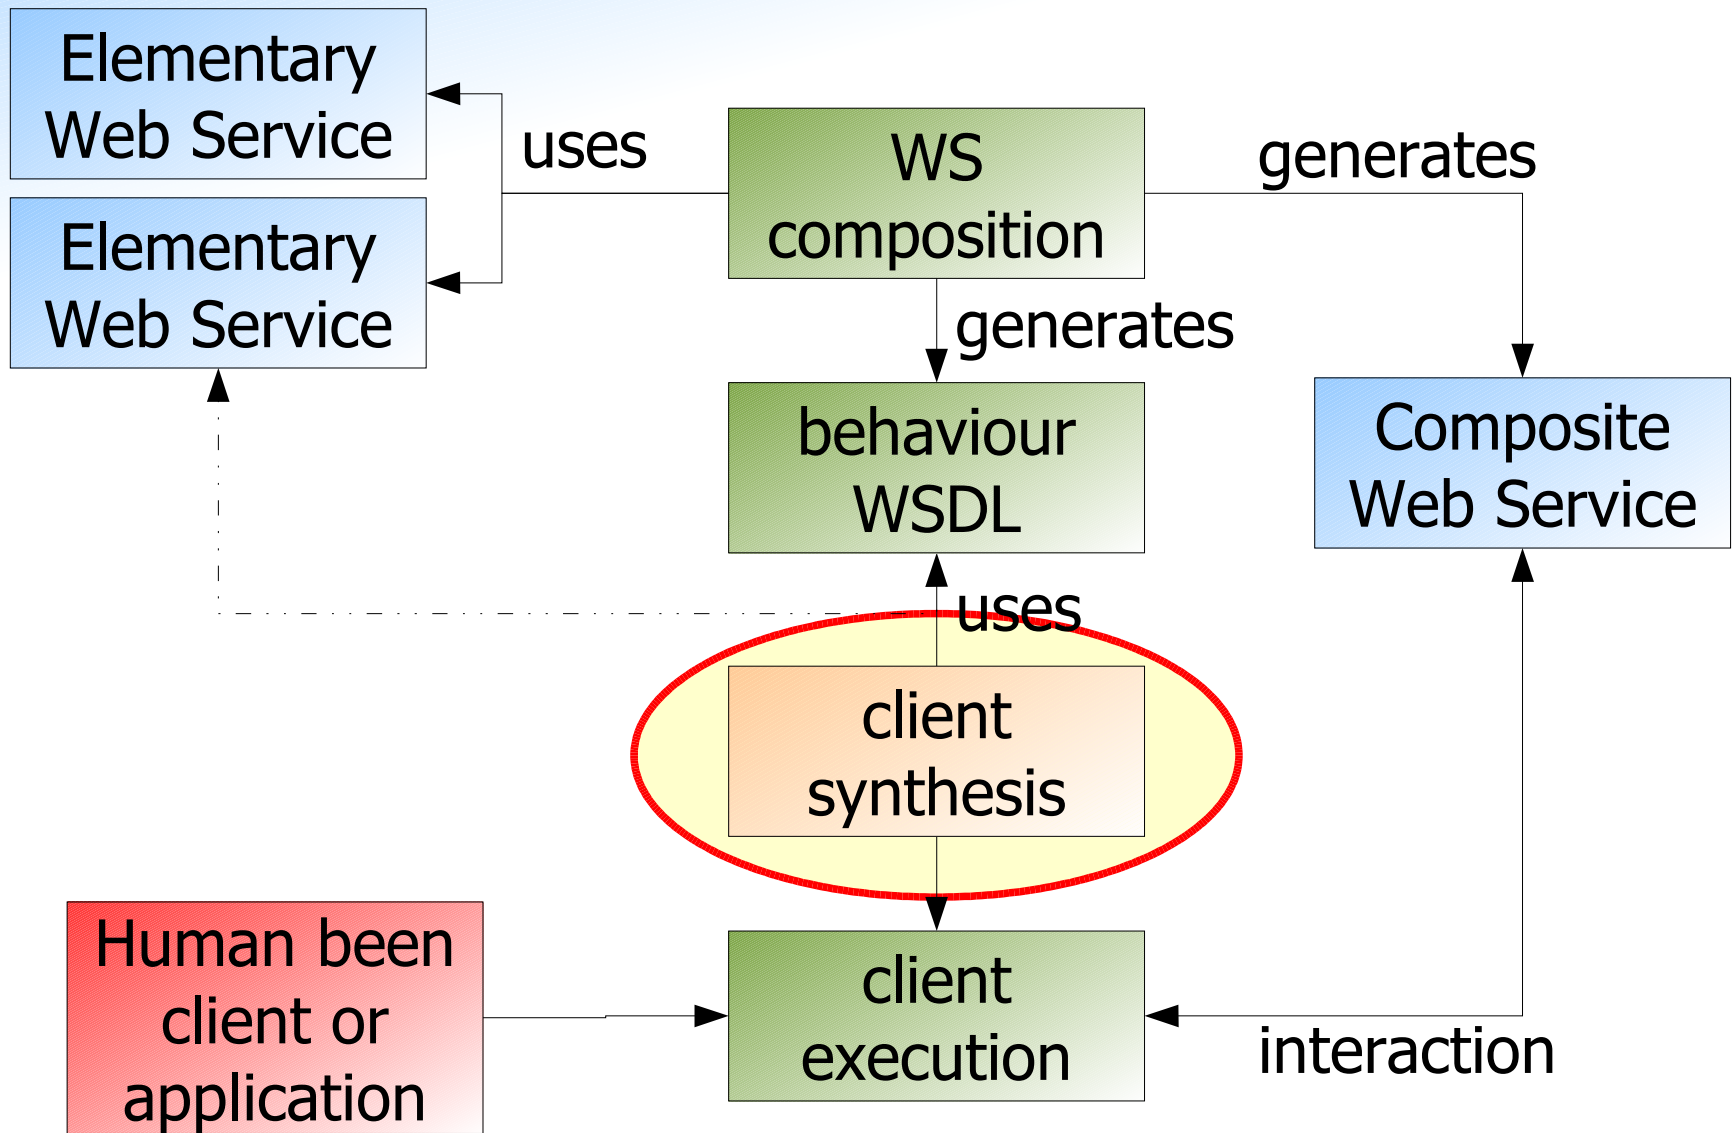 Elementary
Web Service
uses
WS
composition
generates
Elementary
Web Service
generates
behaviour
WSDL
Composite
Web Service
uses
client
synthesis
Human been
client or
application
client
execution
interaction